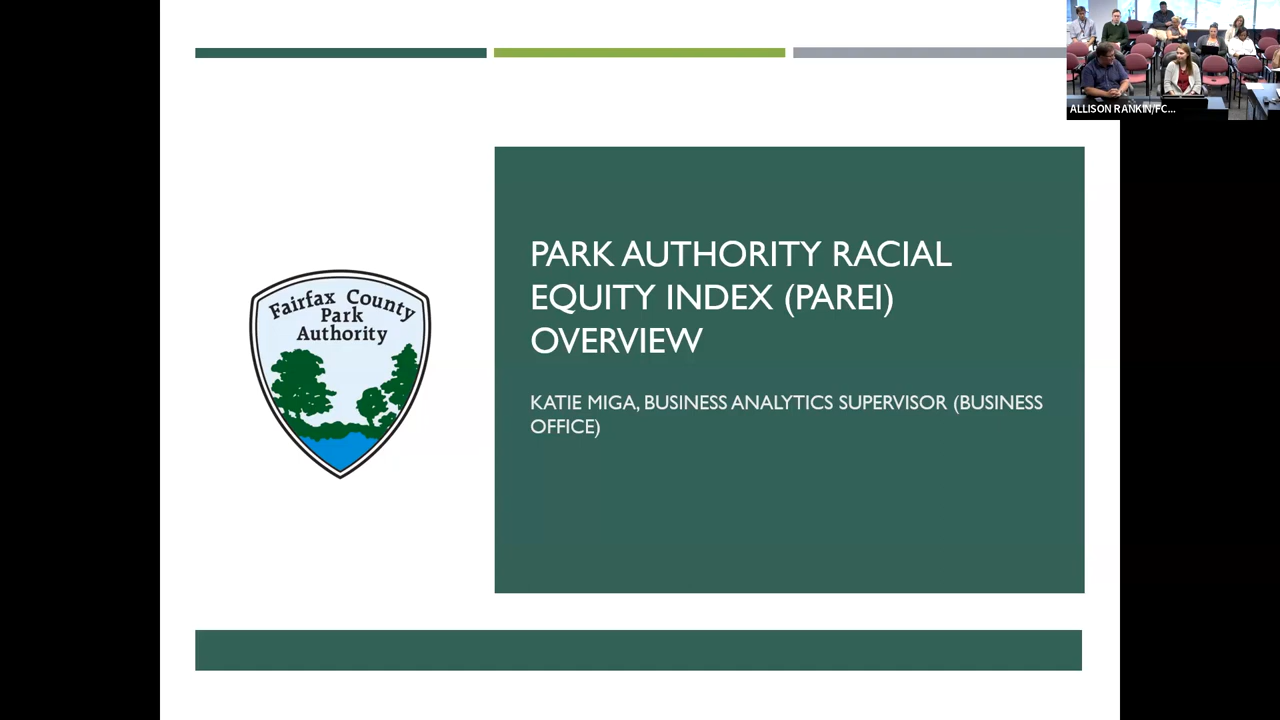 ALLISON RANKIN/FC...
Fairfax County
Park
Authority
PARK AUTHORITY RACIAL
EQUITY INDEX (PAREI)
OVERVIEW
KATIE MIGA, BUSINESS ANALYTICS SUPERVISOR (BUSINESS
OFFICE)